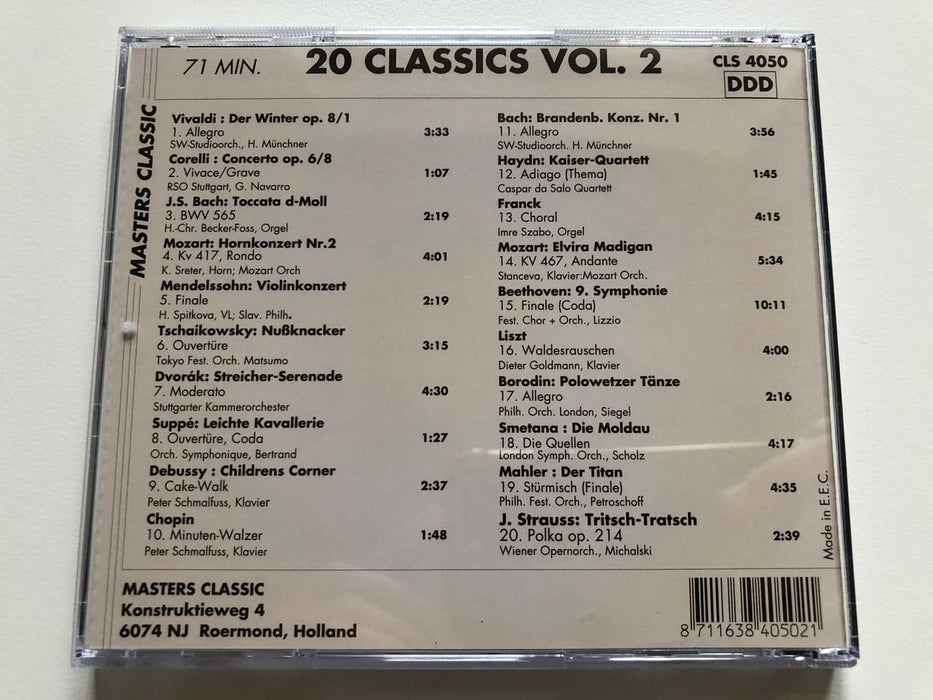 71 MIN. 20 CLASSICS VOL. 2 CLS 4050
DDD
MASTERS CLASSIC
Vivaldi : Der Winter op. 8/1
1. Allegro 3:33
SW-Studioorch., H. Münchner
Corelli : Concerto op. 6/8
2. Vivace/Grave 1:07
RSO Stuttgart, G. Navarro
J.S. Bach: Toccata d-Moll
3. BWV 565 2:19
H.-Chr. Becker-Foss, Orgel
Mozart: Hornkonzert Nr.2
4. Kv 417, Rondo 4:01
K. Sreter, Horn; Mozart Orch
Mendelssohn: Violinkonzert
5. Finale 2:19
H. Spitkova, VL; Slav. Philh.
Tschaikowsky: Nußknacker
6. Ouvertüre 3:15
Tokyo Fest. Orch. Matsumo
Dvorák: Streicher-Serenade
7. Moderato 4:30
Stuttgarter Kammerorchester
Suppé: Leichte Kavallerie
8. Ouvertüre, Coda 1:27
Orch. Symphonique, Bertrand
Debussy : Childrens Corner
9. Cake-Walk 2:37
Peter Schmalfuss, Klavier
Chopin
10. Minuten-Walzer 1:48
Peter Schmalfuss, Klavier
Bach: Brandenb. Konz. Nr. 1
11. Allegro 3:56
SW-Studioorch. H. Münchner
Haydn: Kaiser-Quartett
12. Adiago (Thema) 1:45
Caspar da Salo Quartett
Franck
13. Choral 4:15
Imre Szabo, Orgel
Mozart: Elvira Madigan
14. KV 467, Andante 5:34
Stanceva, Klavier:Mozart Orch.
Beethoven: 9. Symphonie
15. Finale (Coda) 10:11
Fest. Chor + Orch., Lizzio
Liszt
16. Waldesrauschen 4:00
Dieter Goldmann, Klavier
Borodin: Polowetzer Tänze
17. Allegro 2:16
Philh. Orch. London, Siegel
Smetana : Die Moldau
18. Die Quellen 4:17
London Symph. Orch., Scholz
Mahler : Der Titan
19. Stürmisch (Finale) 4:35
Philh. Fest. Orch., Petroschoff
J. Strauss: Tritsch-Tratsch
20. Polka op. 214 2:39
Wiener Opernorch., Michalski
Made in E.E.C.
MASTERS CLASSIC
Konstruktieweg 4
6074 NJ Roermond, Holland
8 711638 405021